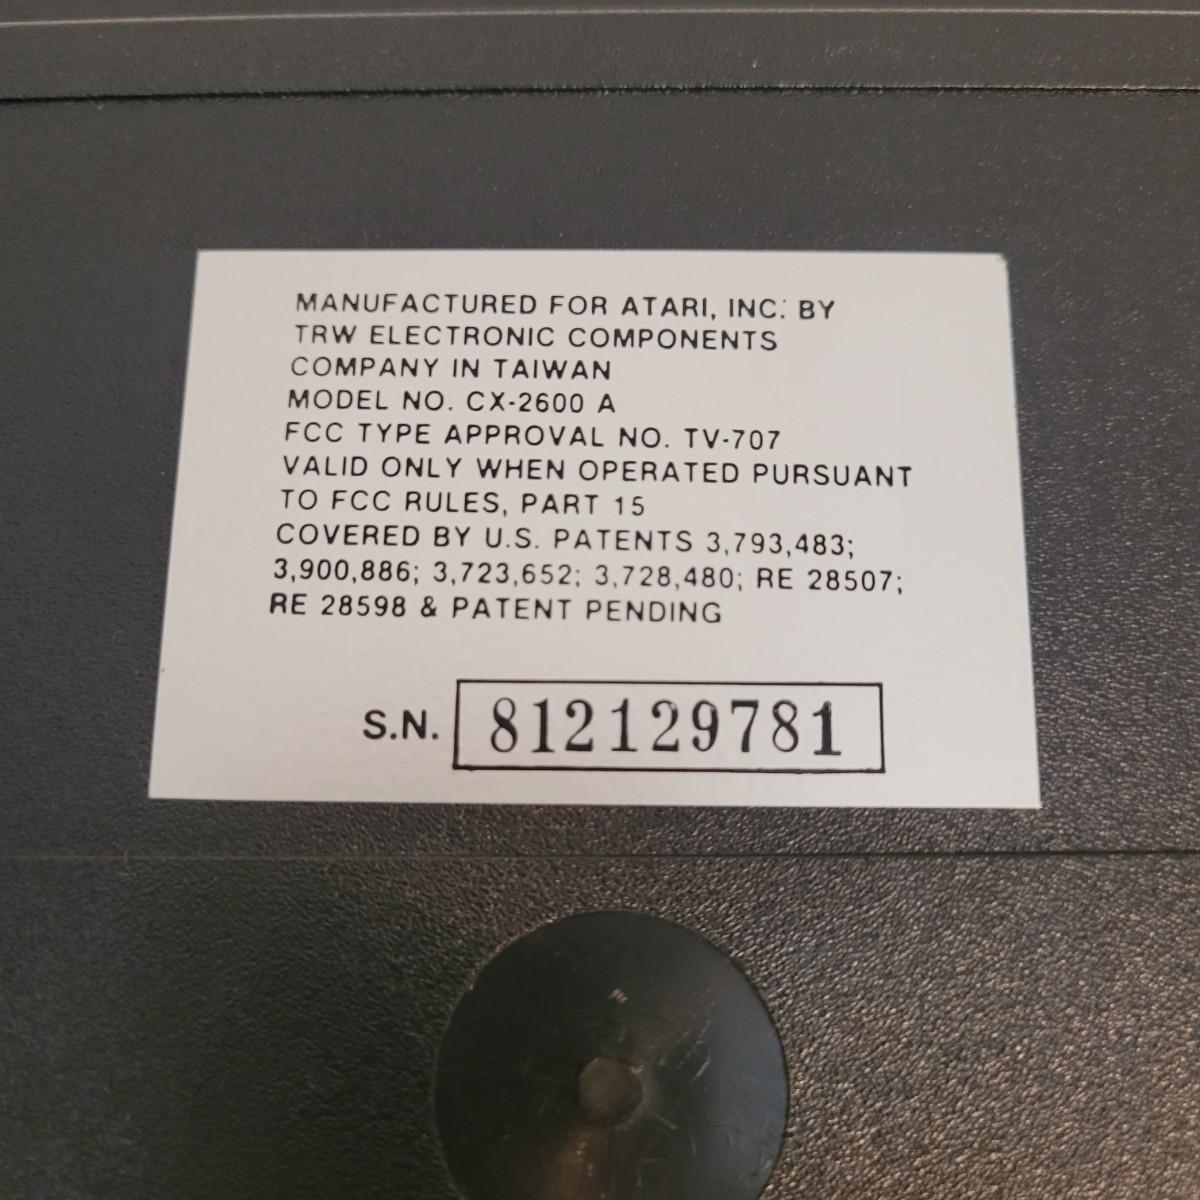 MANUFACTURED FOR ATARI, INC. BY
TRW ELECTRONIC COMPONENTS
COMPANY IN TAIWAN
MODEL NO. CX-2600 A
FCC TYPE APPROVAL NO. TV-707
VALID ONLY WHEN OPERATED PURSUANT
TO FCC RULES, PART 15
COVERED BY U.S. PATENTS 3,793,483;
3,900,886; 3,723,652; 3,728,480; RE 28507;
RE 28598 & PATENT PENDING
S.N. 812129781